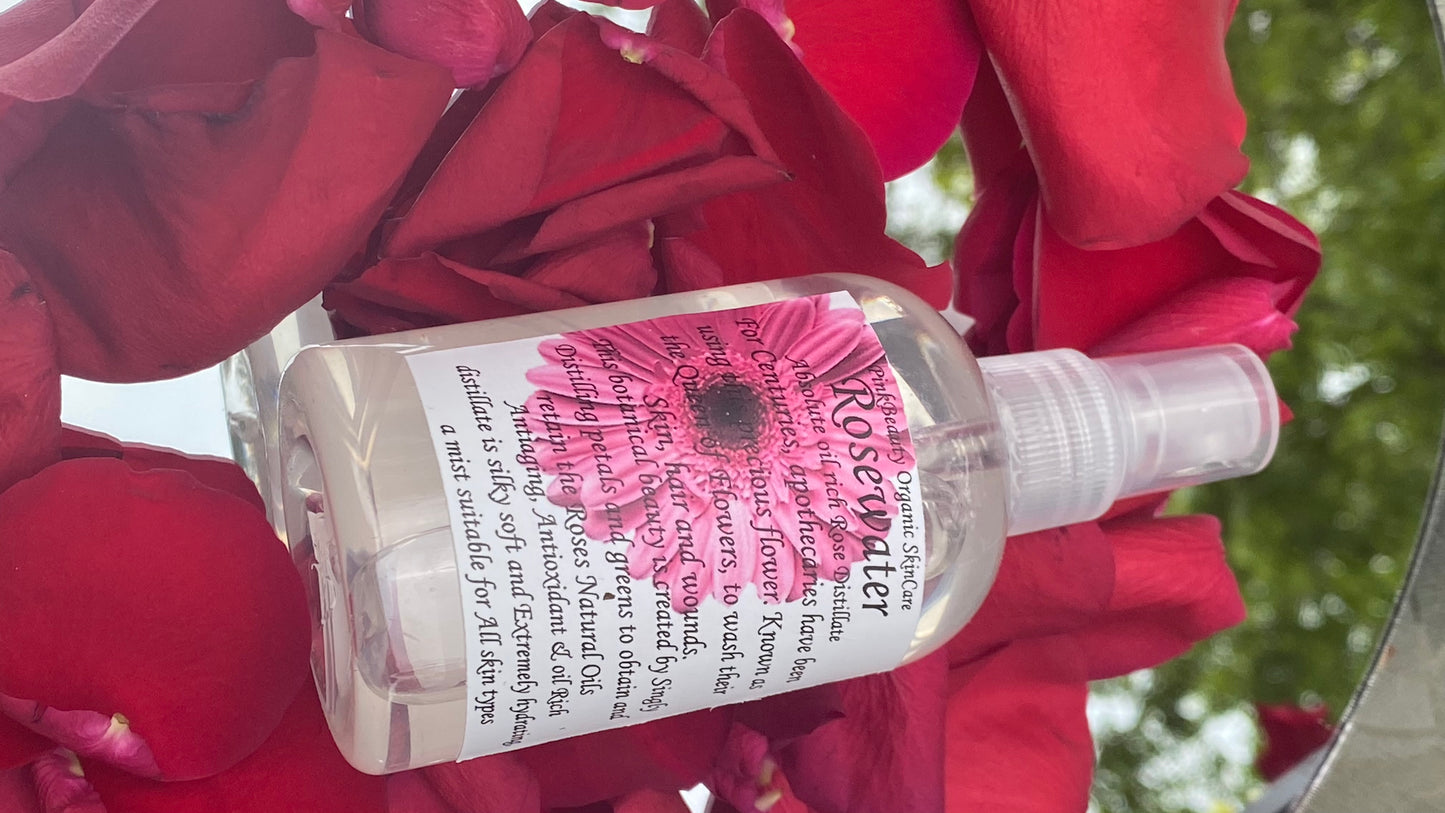 PinkBeauty Organic SkinCare
Rosewater
Absolute oil rich Rose Distillate
For Centuries, apothecaries have been
using this precious flower. Known as
the Queen of Flowers, to wash their
Skin, hair and wounds.
This botanical beauty is created by Singly
Distilling petals and greens to obtain and
retain the Roses Natural Oils
Antiaging, Antioxidant & oil Rich
distillate is silky soft and Extremely hydrating
a mist suitable for All skin types